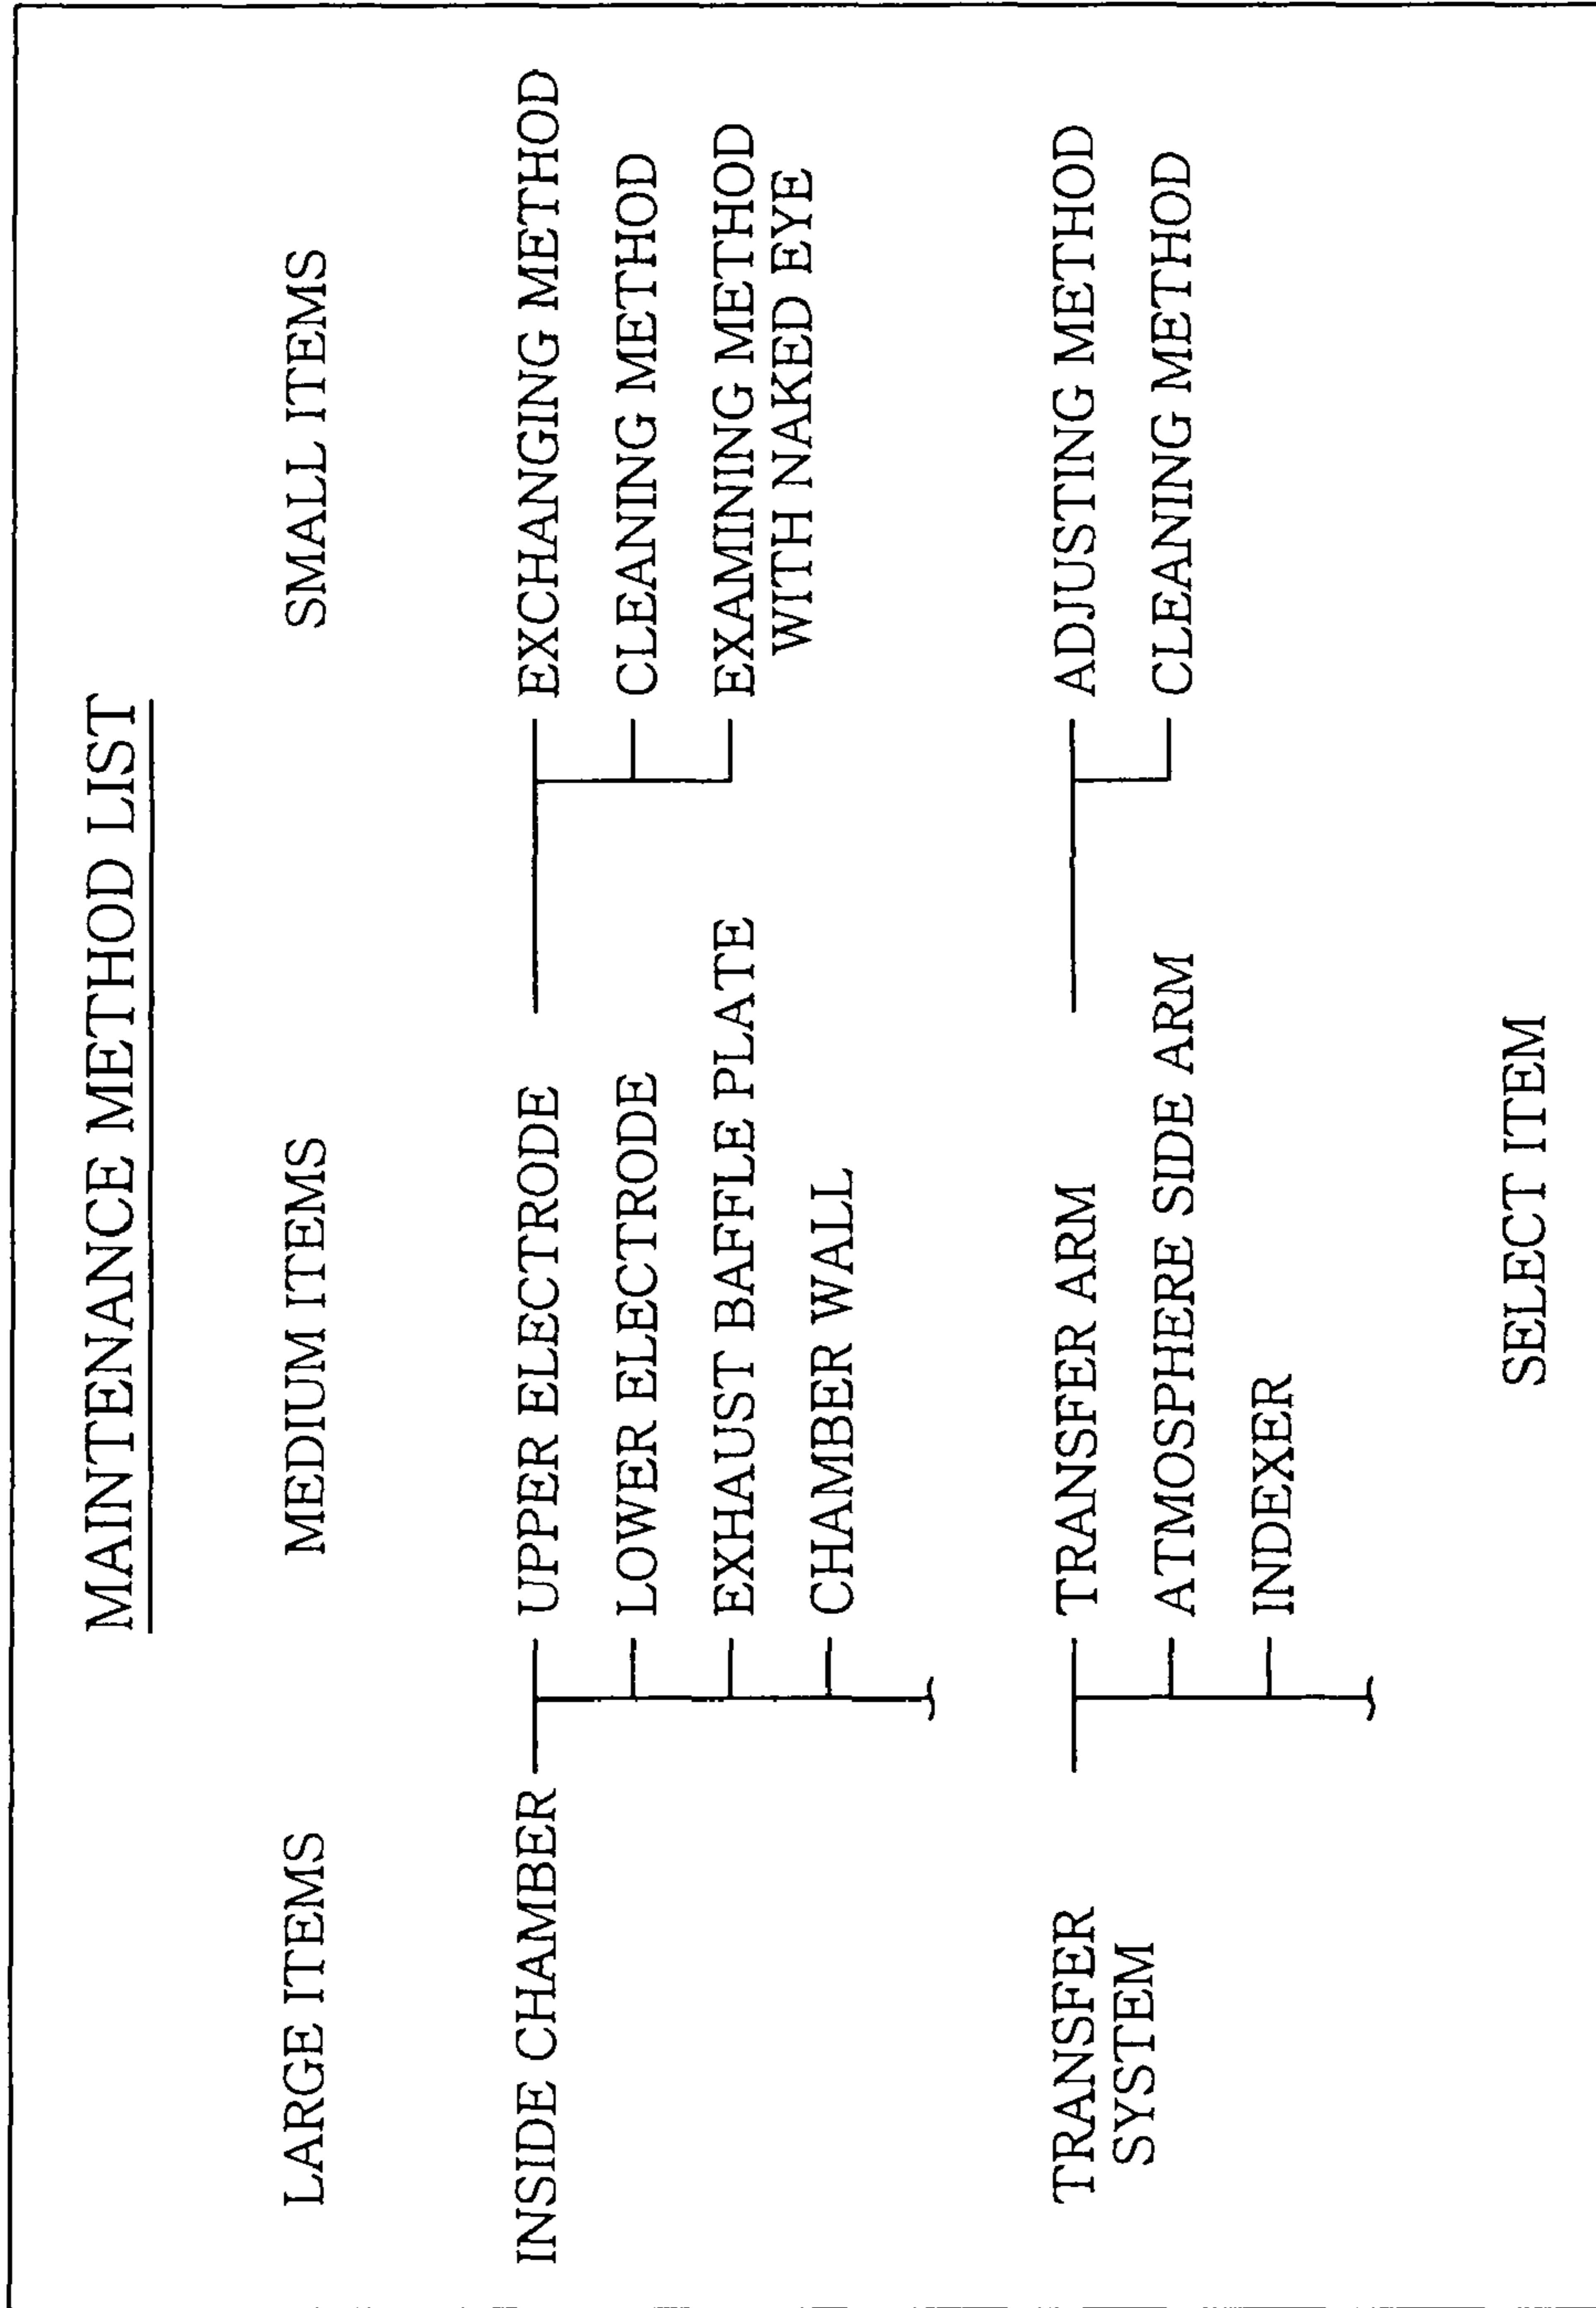 MAINTENANCE METHOD LIST
LARGE ITEMS
MEDIUM ITEMS
SMALL ITEMS
INSIDE CHAMBER
UPPER ELECTRODE
EXCHANGING METHOD
LOWER ELECTRODE
CLEANING METHOD
EXHAUST BAFFLE PLATE
EXAMINING METHOD
WITH NAKED EYE
CHAMBER WALL
TRANSFER
SYSTEM
TRANSFER ARM
ADJUSTING METHOD
ATMOSPHERE SIDE ARM
CLEANING METHOD
INDEXER
SELECT ITEM